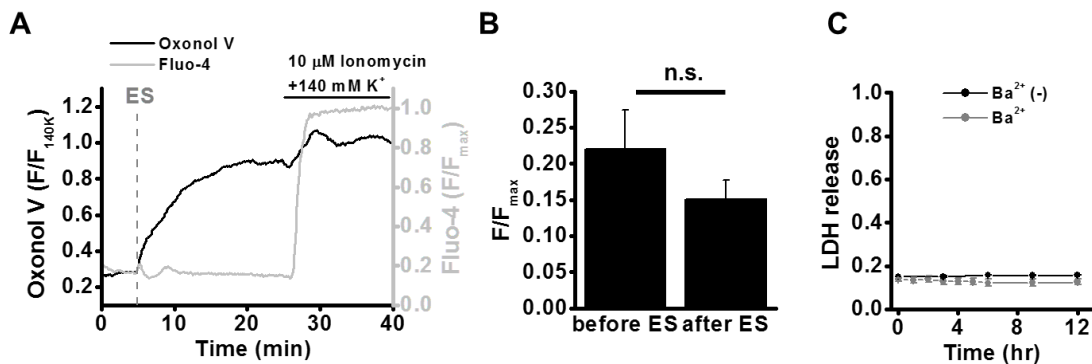 A
Oxonol V
Fluo-4
10 μM Ionomycin
+140 mM K⁺
ES
1.2
1.0
0.8
0.6
0.4
0.2
Oxonol V (F/F140K)
1.0
0.8
0.6
0.4
0.2
0.0
Fluo-4 (F/Fmax)
0 10 20 30 40
Time (min)
B
n.s.
0.30
0.25
0.20
0.15
0.10
0.05
0.00
F/Fmax
before ES after ES
C
Ba²⁺ (-)
Ba²⁺
1.0
0.8
0.6
0.4
0.2
0.0
LDH release
0 4 8 12
Time (hr)